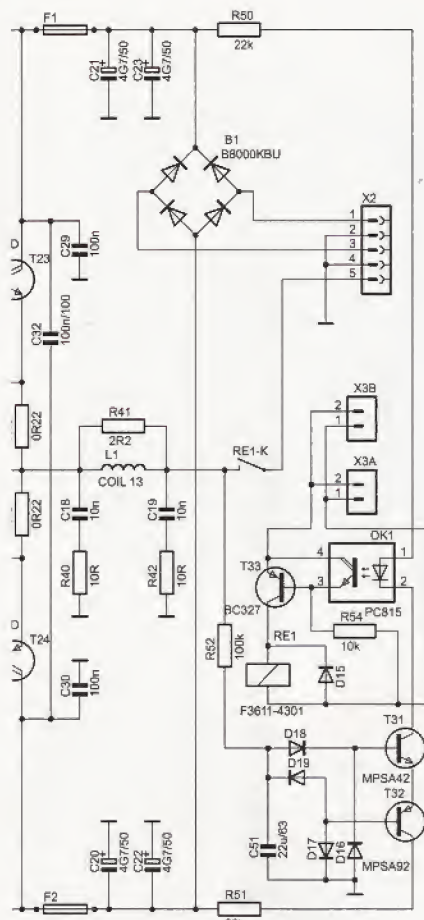 F1
R50
22k
C21
4G7/50
C23
4G7/50
B1
B8000KBU
X2
1
2
3
4
5
D
T23
C29
100n
C32
100n/100
0R22
R41
2R2
L1
COIL 13
RE1-K
X3B
2
1
X3A
2
1
0R22
C18
10n
C19
10n
OK1
4
1
3
2
PC815
T33
BC327
R40
10R
R42
10R
R54
10k
R52
100k
RE1
D15
F3611-4301
D
T24
C30
100n
T31
MPSA42
D18
D19
T32
MPSA92
C51
22u/63
D17
D16
C20
4G7/50
C22
4G7/50
F2
R51